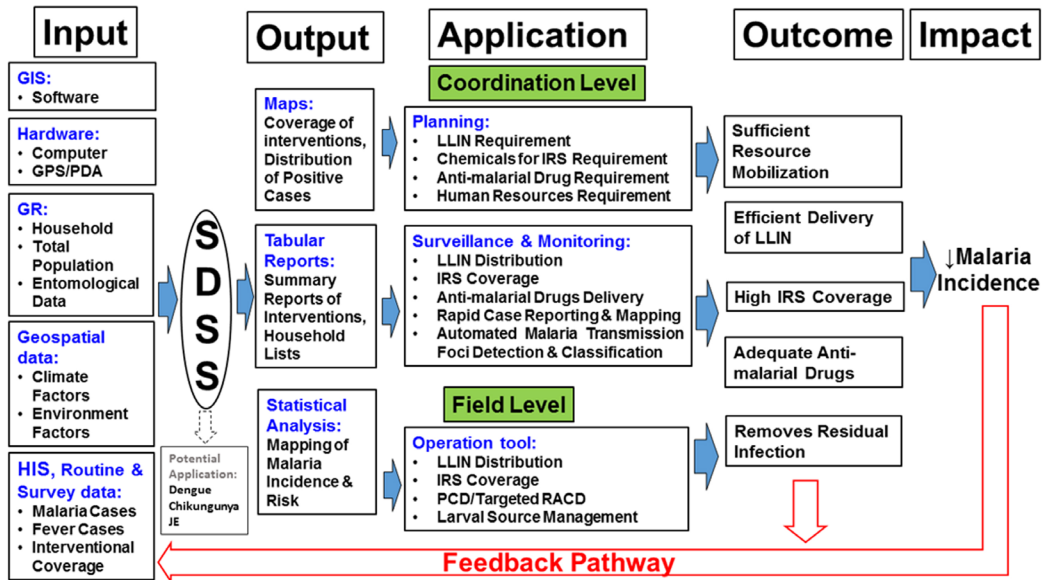 Input
GIS:
• Software
Hardware:
• Computer
• GPS/PDA
GR:
• Household
• Total
Population
• Entomological
Data
Geospatial
data:
• Climate
Factors
• Environment
Factors
HIS, Routine &
Survey data:
• Malaria Cases
• Fever Cases
• Interventional
Coverage
S
D
S
S
Potential
Application:
Dengue
Chikungunya
JE
Output
Maps:
Coverage of
interventions,
Distribution
of Positive
Cases
Tabular
Reports:
Summary
Reports of
Interventions,
Household
Lists
Statistical
Analysis:
Mapping of
Malaria
Incidence &
Risk
Application
Coordination Level
Planning:
• LLIN Requirement
• Chemicals for IRS Requirement
• Anti-malarial Drug Requirement
• Human Resources Requirement
Surveillance & Monitoring:
• LLIN Distribution
• IRS Coverage
• Anti-malarial Drugs Delivery
• Rapid Case Reporting & Mapping
• Automated Malaria Transmission
Foci Detection & Classification
Field Level
Operation tool:
• LLIN Distribution
• IRS Coverage
• PCD/Targeted RACD
• Larval Source Management
Outcome
Sufficient
Resource
Mobilization
Efficient Delivery
of LLIN
High IRS Coverage
Adequate Anti-
malarial Drugs
Removes Residual
Infection
Impact
↓Malaria
Incidence
Feedback Pathway